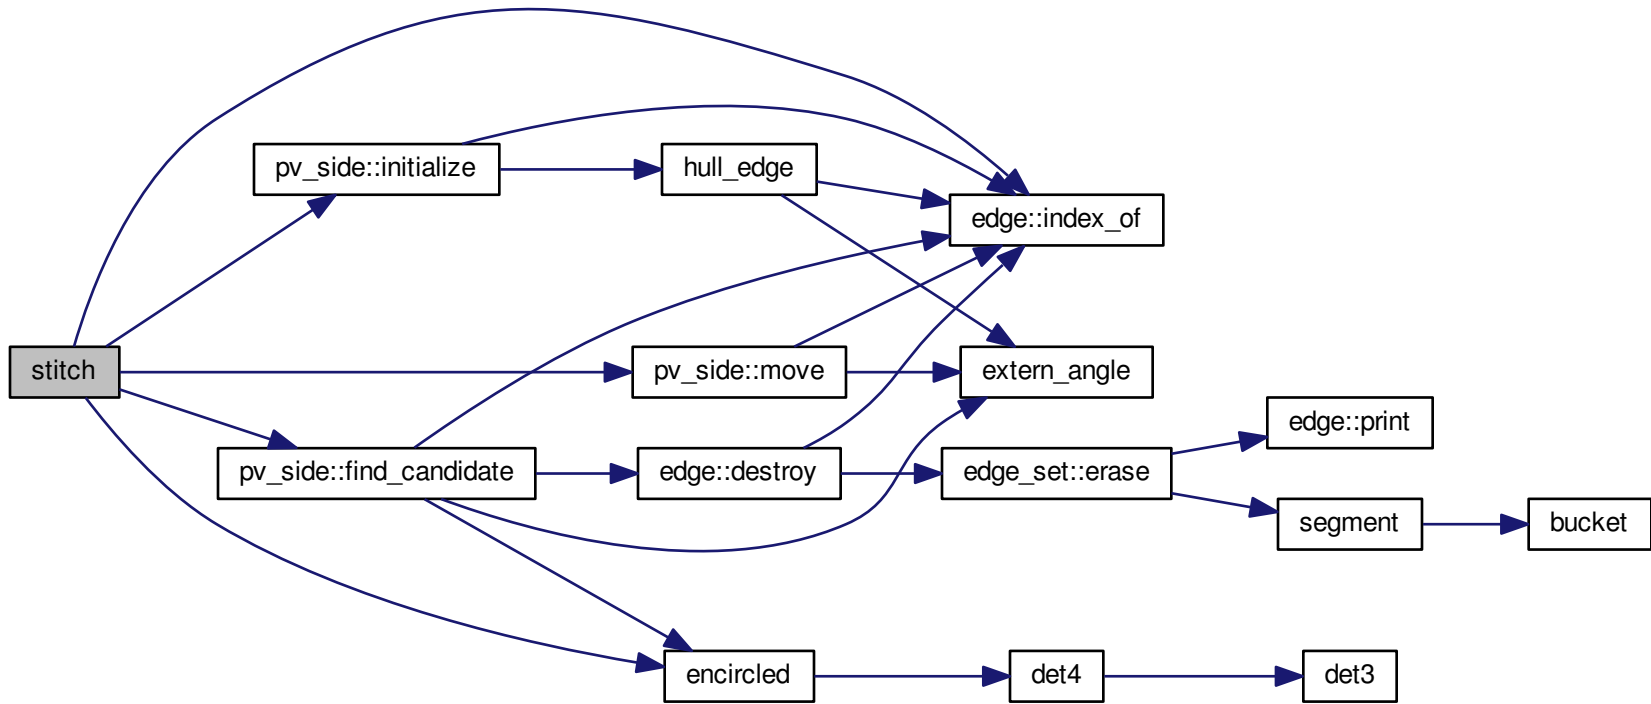 pv_side::initialize
hull_edge
edge::index_of
stitch
pv_side::move
extern_angle
edge::print
pv_side::find_candidate
edge::destroy
edge_set::erase
segment
bucket
encircled
det4
det3